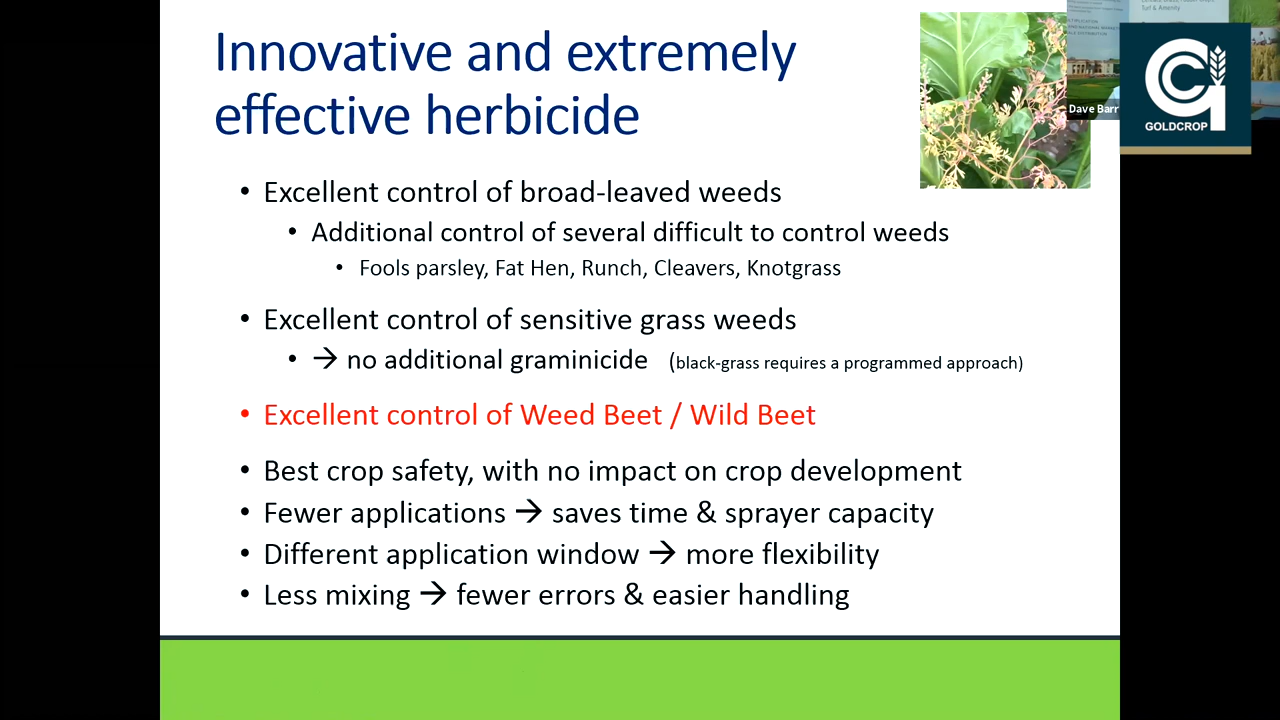 Innovative and extremely
effective herbicide
• Excellent control of broad-leaved weeds
• Additional control of several difficult to control weeds
• Fools parsley, Fat Hen, Runch, Cleavers, Knotgrass
• Excellent control of sensitive grass weeds
• → no additional graminicide (black-grass requires a programmed approach)
• Excellent control of Weed Beet / Wild Beet
• Best crop safety, with no impact on crop development
• Fewer applications → saves time & sprayer capacity
• Different application window → more flexibility
• Less mixing → fewer errors & easier handling
Turf & Amenity
Dave Barr
GOLDCROP